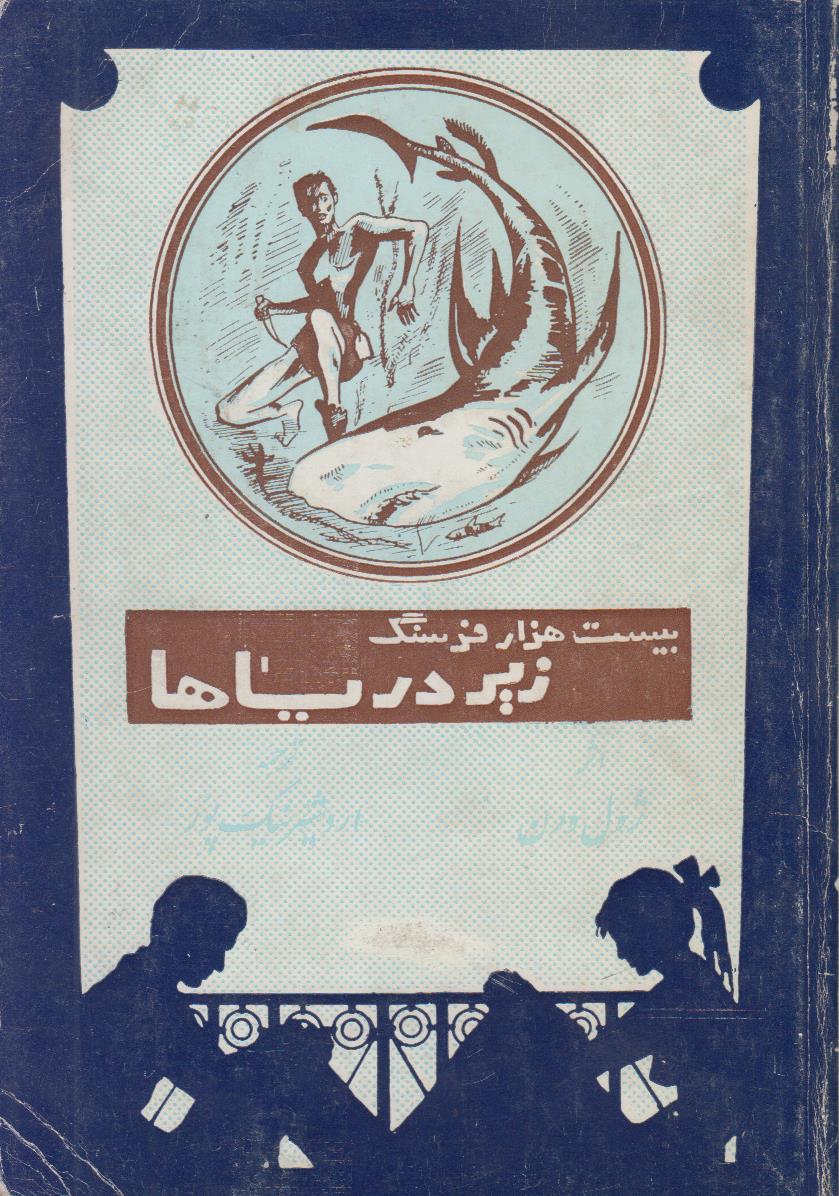 بیست هزار فرسنگ
زیر دریاها
اثر
ژول ورن
ترجمه
اردشیر نیک پور